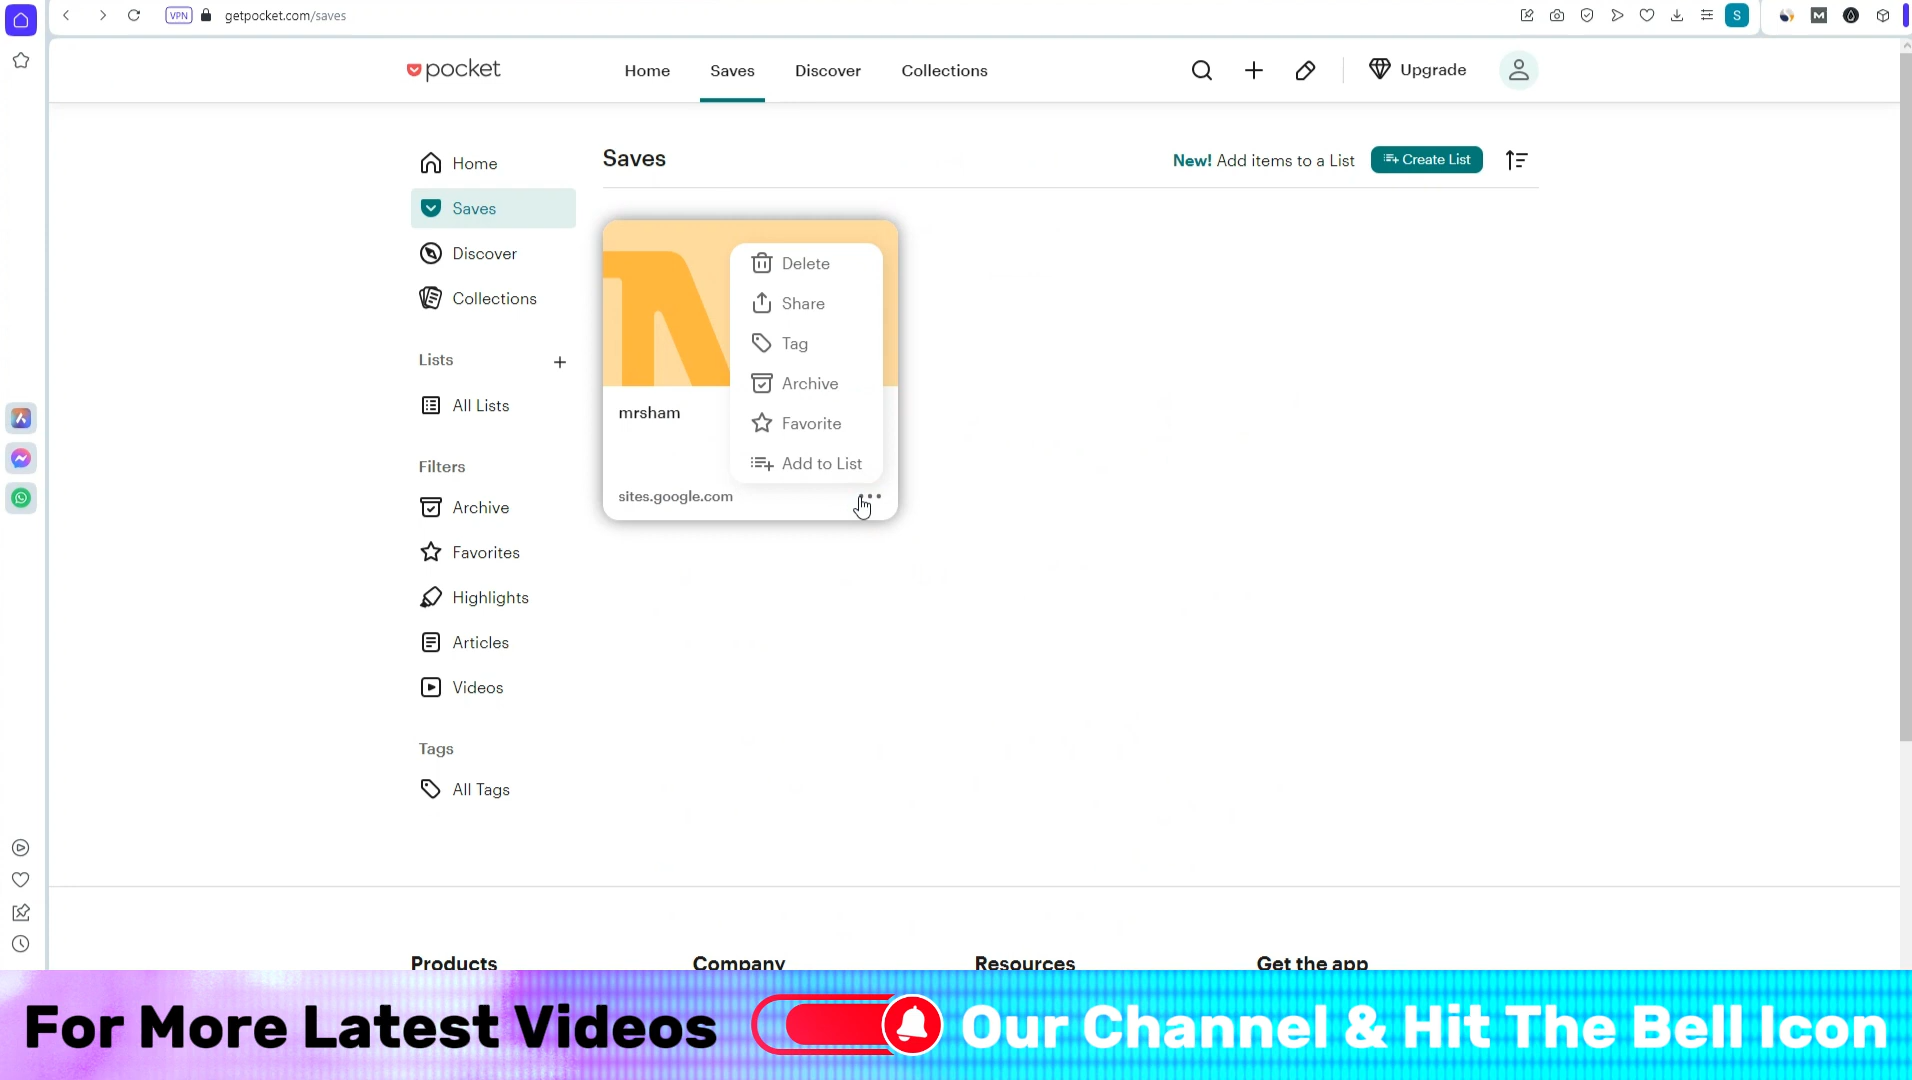 VPN getpocket.com/saves
S
M
pocket Home Saves Discover Collections Upgrade
Home
Saves
Discover
Collections
Lists +
All Lists
Filters
Archive
Favorites
Highlights
Articles
Videos
Tags
All Tags
Saves New! Add items to a List Create List
Delete
Share
Tag
Archive
Favorite
Add to List
mrsham
sites.google.com
Products Company Resources Get the app
For More Latest Videos Our Channel & Hit The Bell Icon